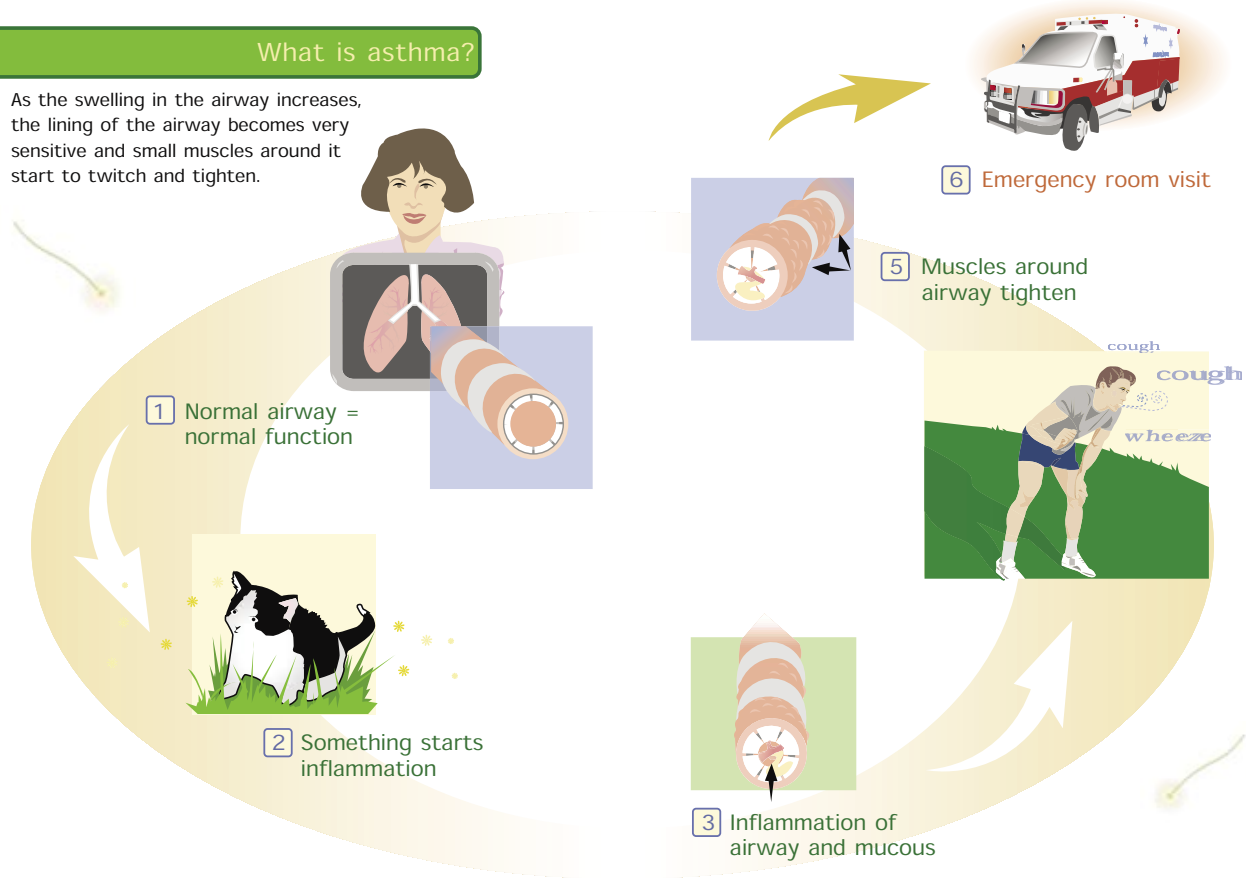 What is asthma?
As the swelling in the airway increases,
the lining of the airway becomes very
sensitive and small muscles around it
start to twitch and tighten.
1 Normal airway =
normal function
2 Something starts
inflammation
3 Inflammation of
airway and mucous
cough
cough
wheeze
5 Muscles around
airway tighten
6 Emergency room visit